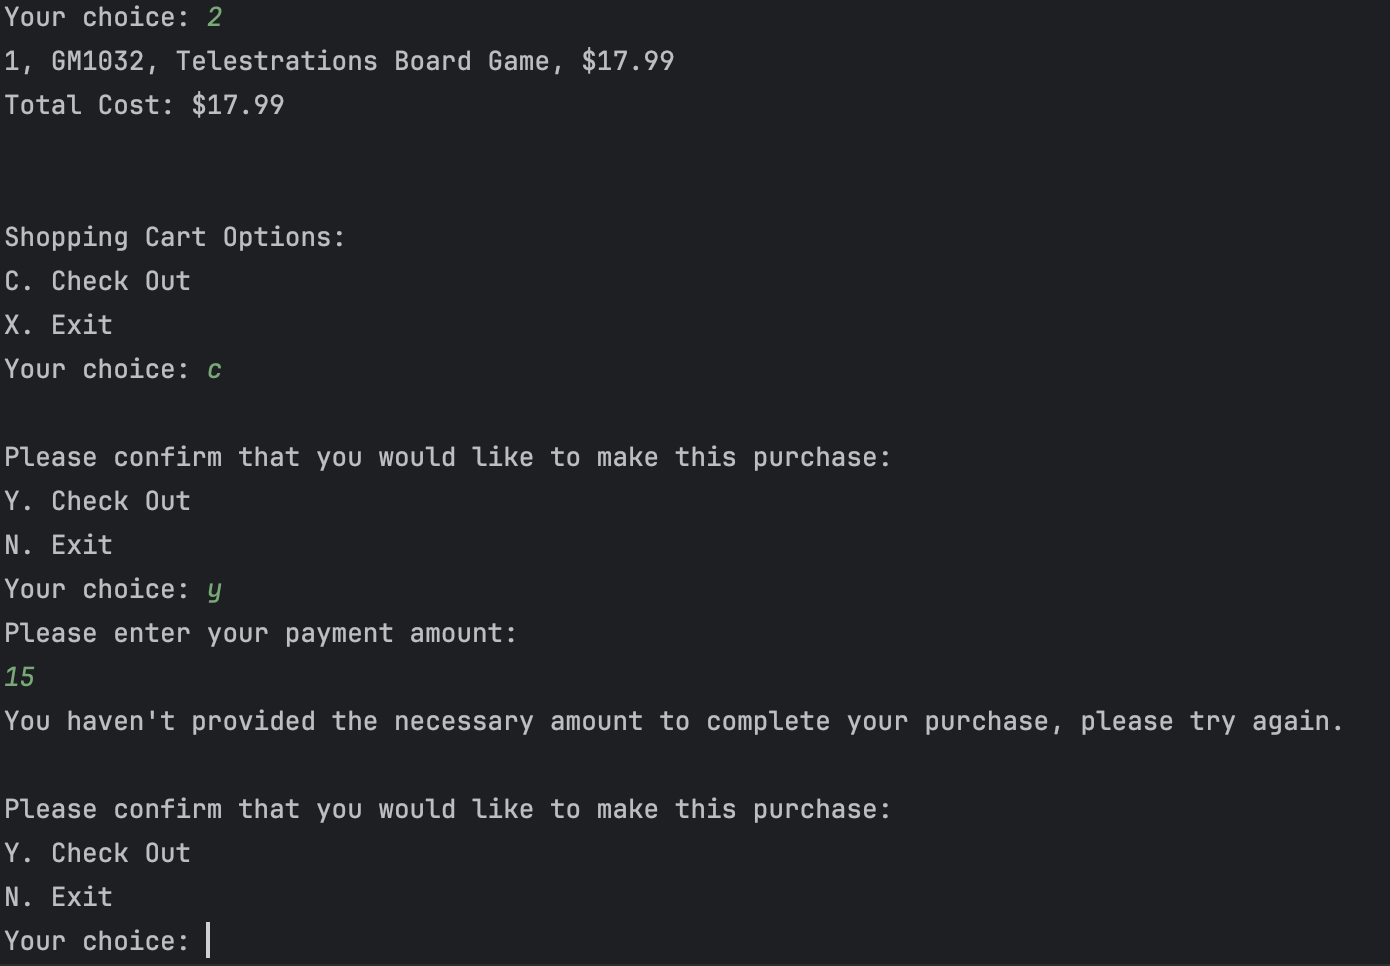 Your choice: 2
1, GM1032, Telestrations Board Game, $17.99
Total Cost: $17.99
Shopping Cart Options:
C. Check Out
X. Exit
Your choice: c
Please confirm that you would like to make this purchase:
Y. Check Out
N. Exit
Your choice: y
Please enter your payment amount:
15
You haven't provided the necessary amount to complete your purchase, please try again.
Please confirm that you would like to make this purchase:
Y. Check Out
N. Exit
Your choice: